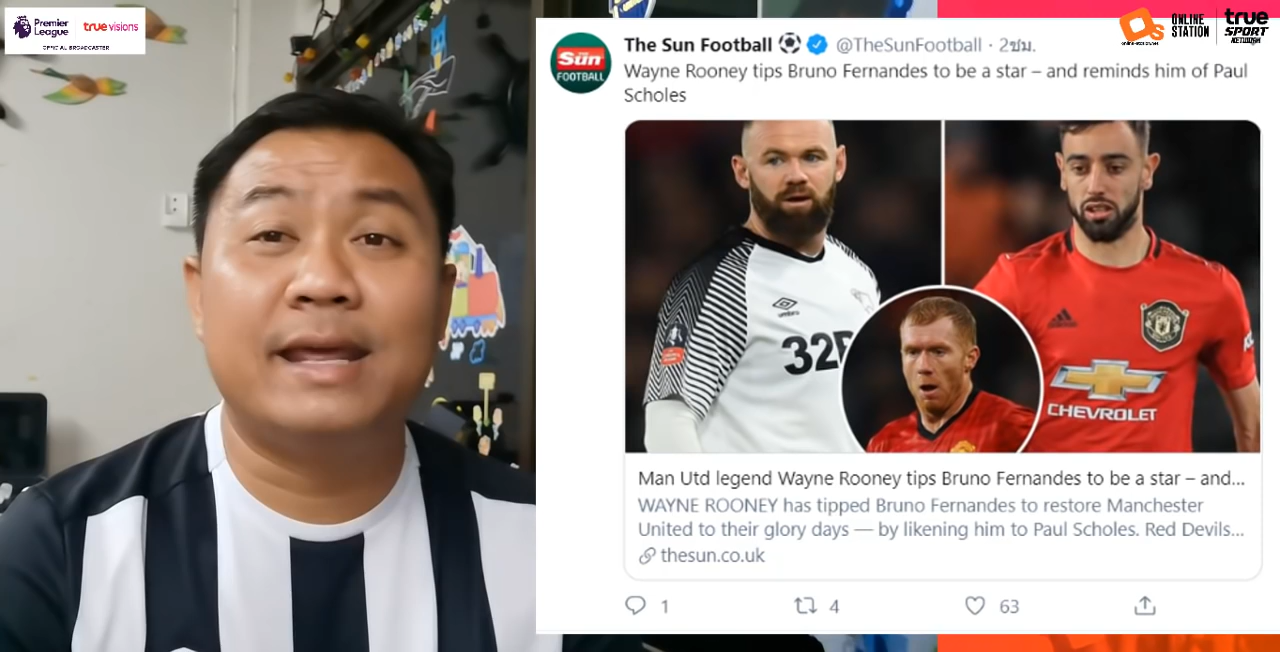 Premier
League
true visions
OFFICIAL BROADCASTER
ONLINE
STATION
true
SPORT
NETWORK
The Sun Football @TheSunFootball · 2ชม.
Wayne Rooney tips Bruno Fernandes to be a star – and reminds him of Paul
Scholes
THE
Sun
FOOTBALL
umbro
CHEVROLET
Man Utd legend Wayne Rooney tips Bruno Fernandes to be a star – and...
WAYNE ROONEY has tipped Bruno Fernandes to restore Manchester
United to their glory days — by likening him to Paul Scholes. Red Devils...
thesun.co.uk
1
4
63